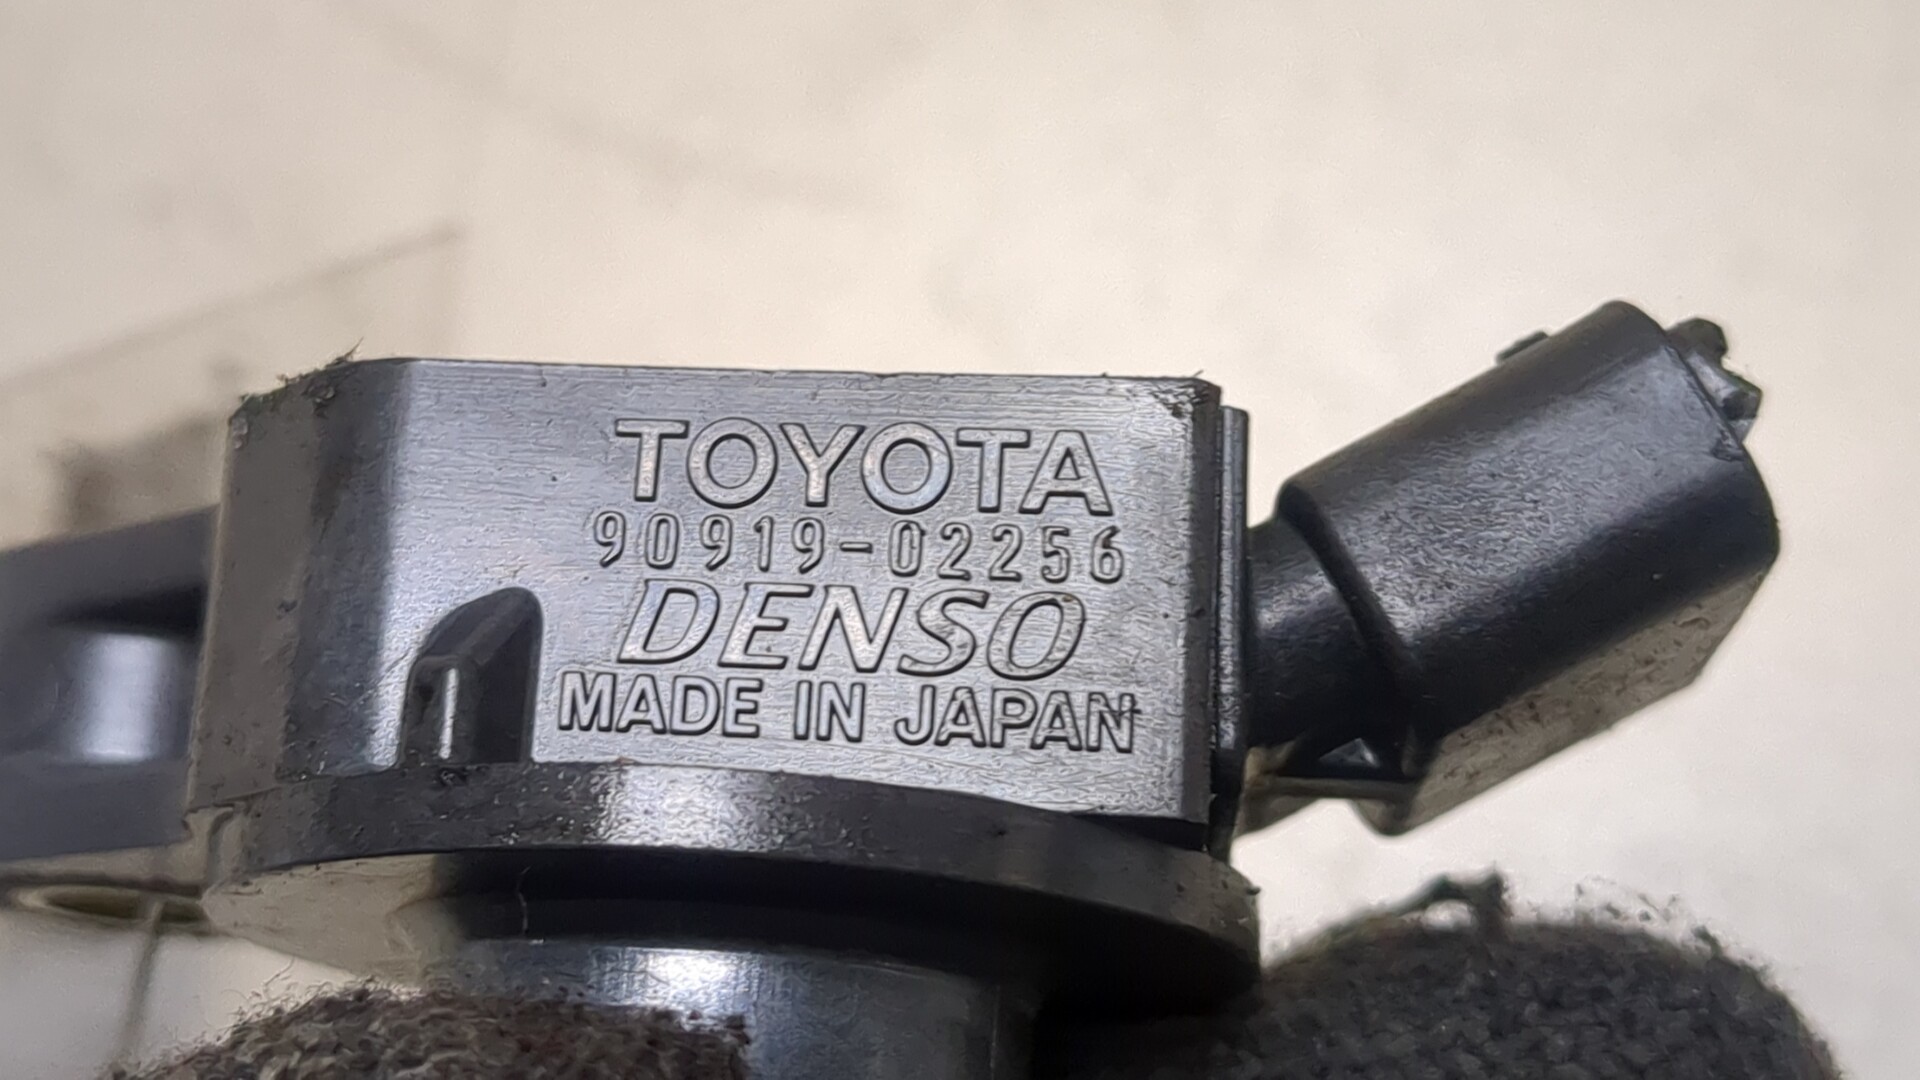 TOYOTA
90919-02256
DENSO
MADE IN JAPAN